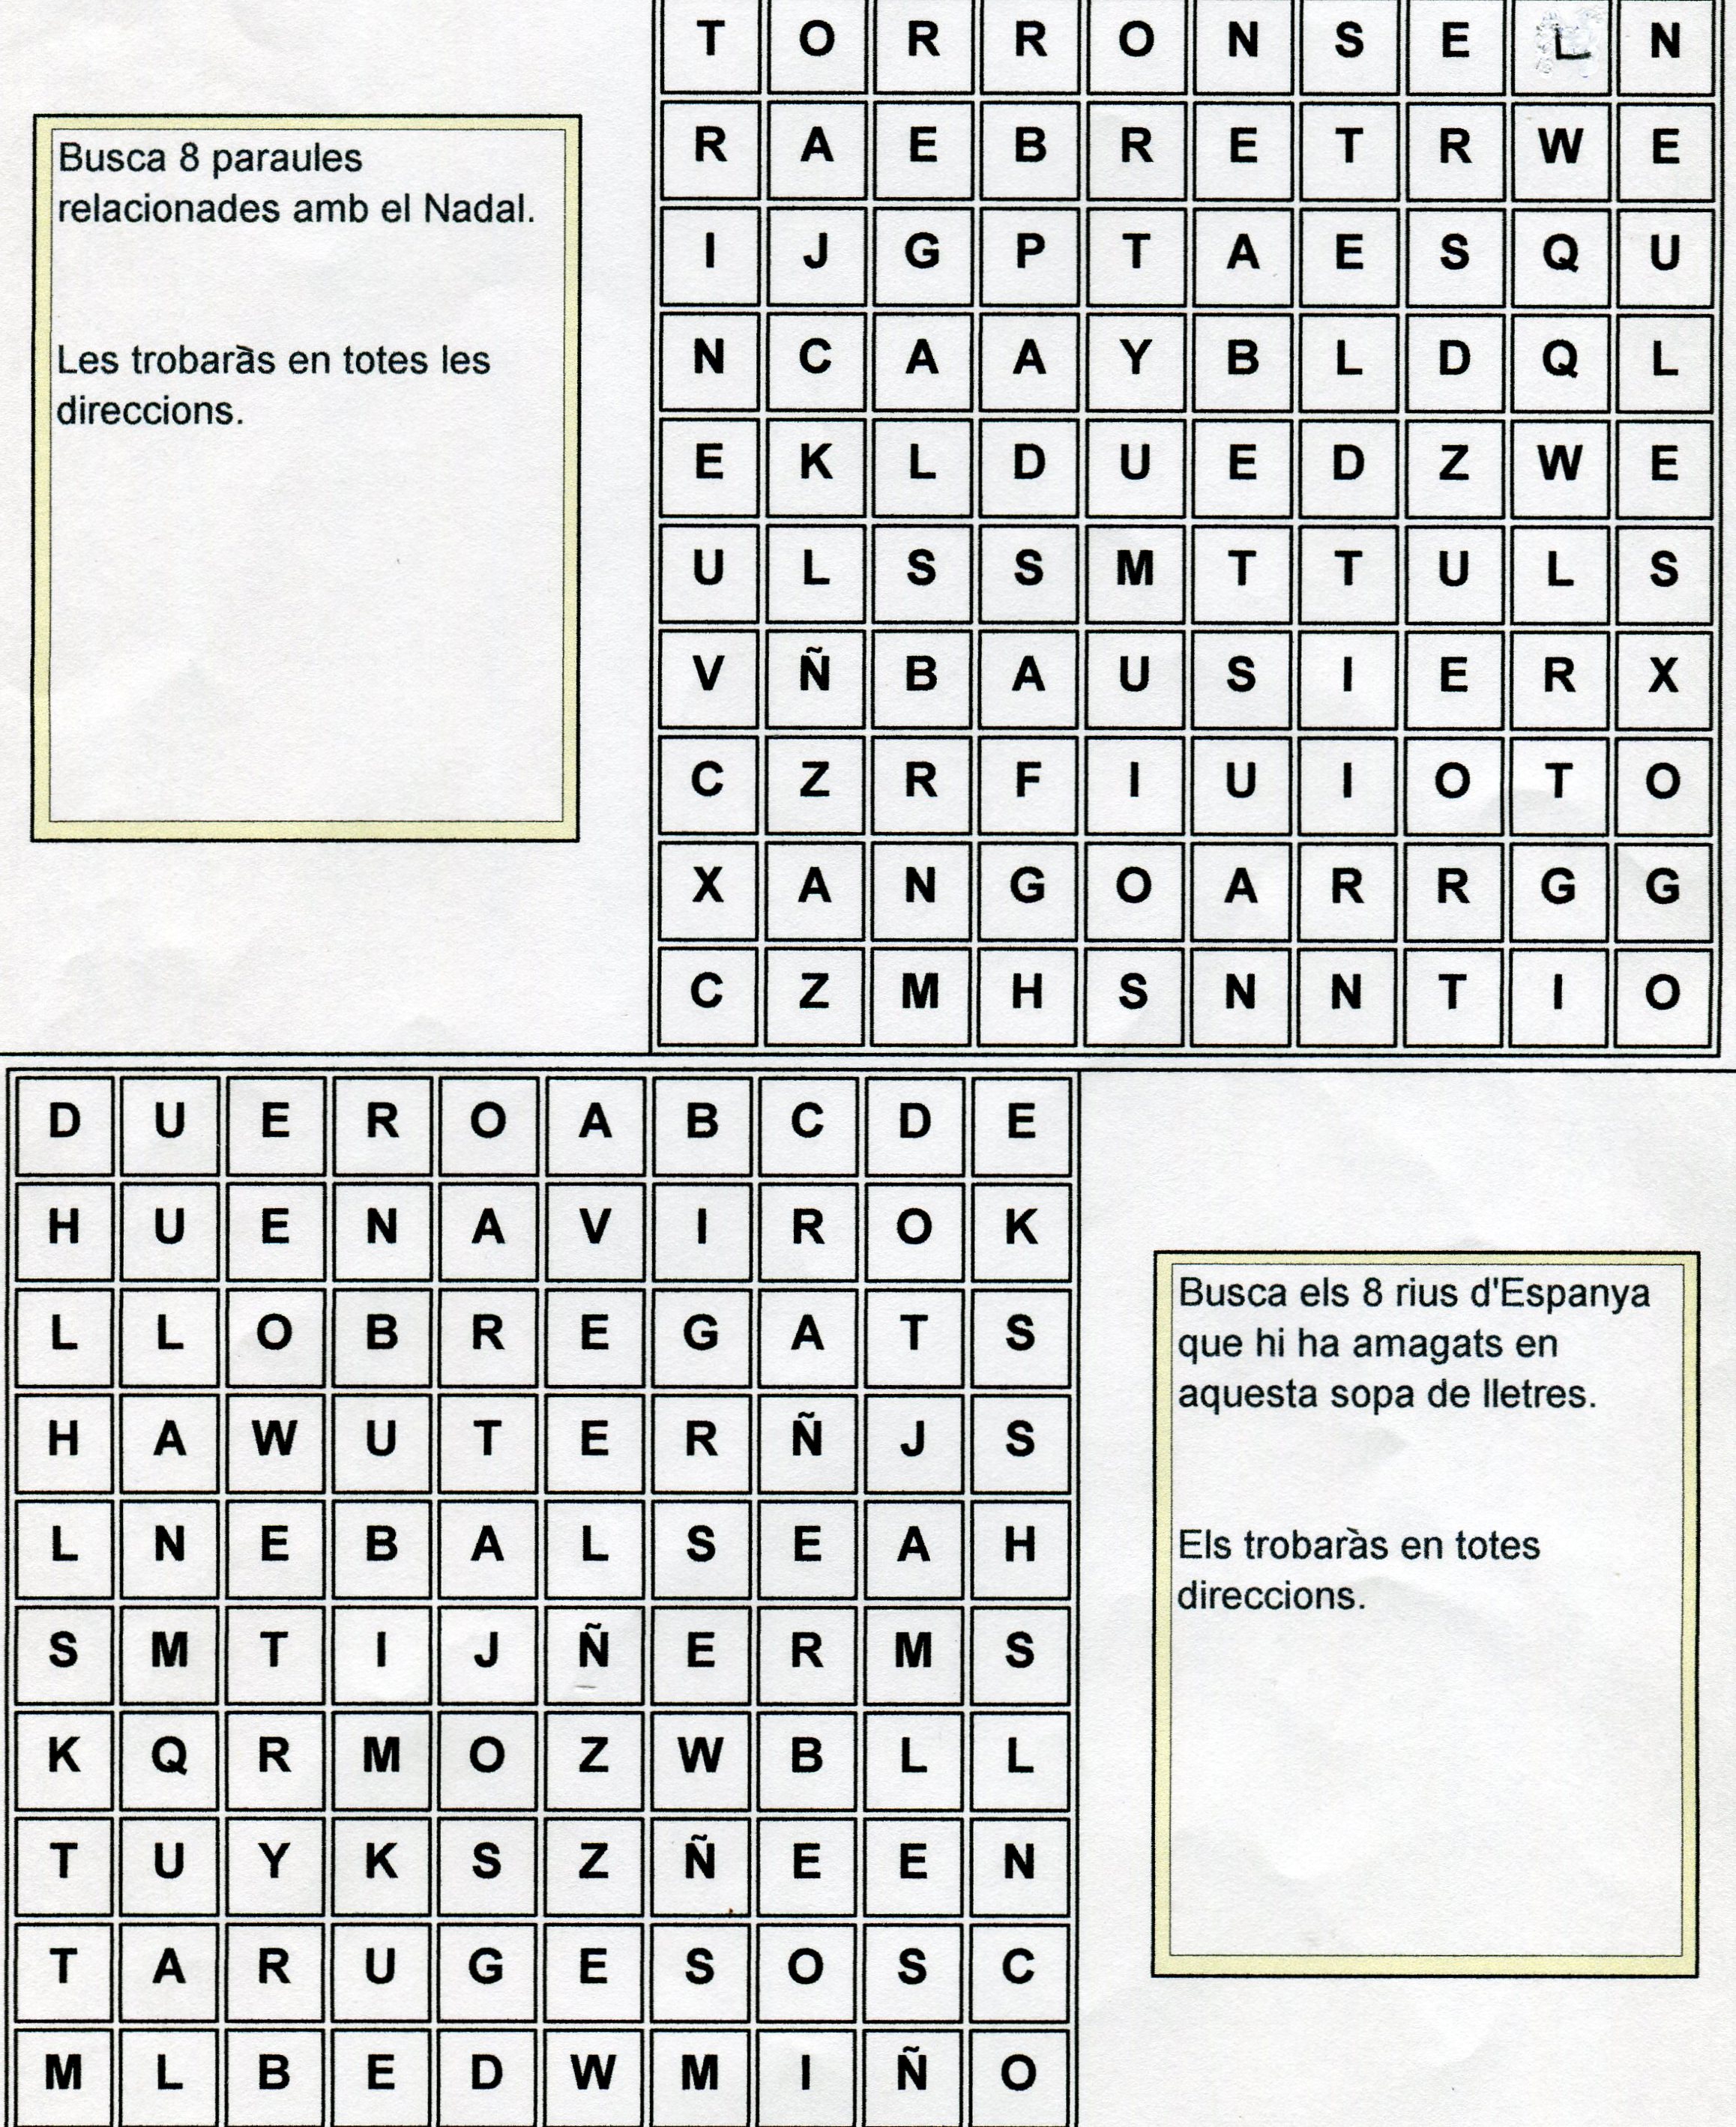 T O R R O N S E L N
R A E B R E T R W E
I J G P T A E S Q U
N C A A Y B L D Q L
E K L D U E D Z W E
U L S S M T T U L S
V Ñ B A U S I E R X
C Z R F I U I O T O
X A N G O A R R G G
C Z M H S N N T I O
Busca 8 paraules
relacionades amb el Nadal.
Les trobaràs en totes les
direccions.
D U E R O A B C D E
H U E N A V I R O K
L L O B R E G A T S
H A W U T E R Ñ J S
L N E B A L S E A H
S M T I J Ñ E R M S
K Q R M O Z W B L L
T U Y K S Z Ñ E E N
T A R U G E S O S C
M L B E D W M I Ñ O
Busca els 8 rius d'Espanya
que hi ha amagats en
aquesta sopa de lletres.
Els trobaràs en totes
direccions.